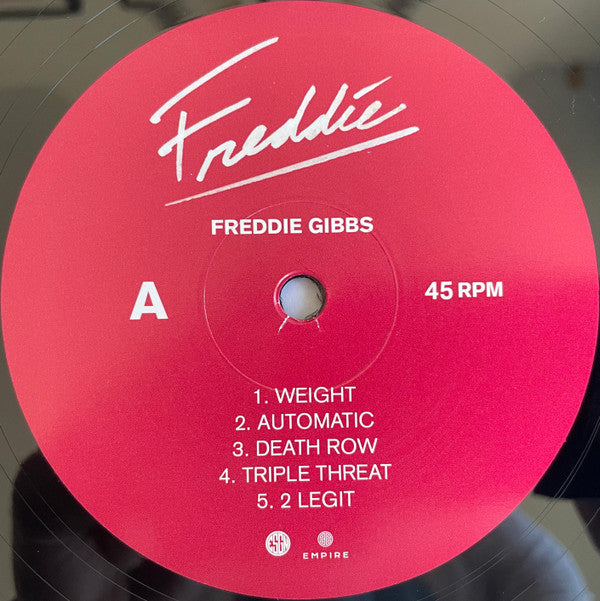 Freddie
FREDDIE GIBBS
A
45 RPM
1. WEIGHT
2. AUTOMATIC
3. DEATH ROW
4. TRIPLE THREAT
5. 2 LEGIT
EMPIRE